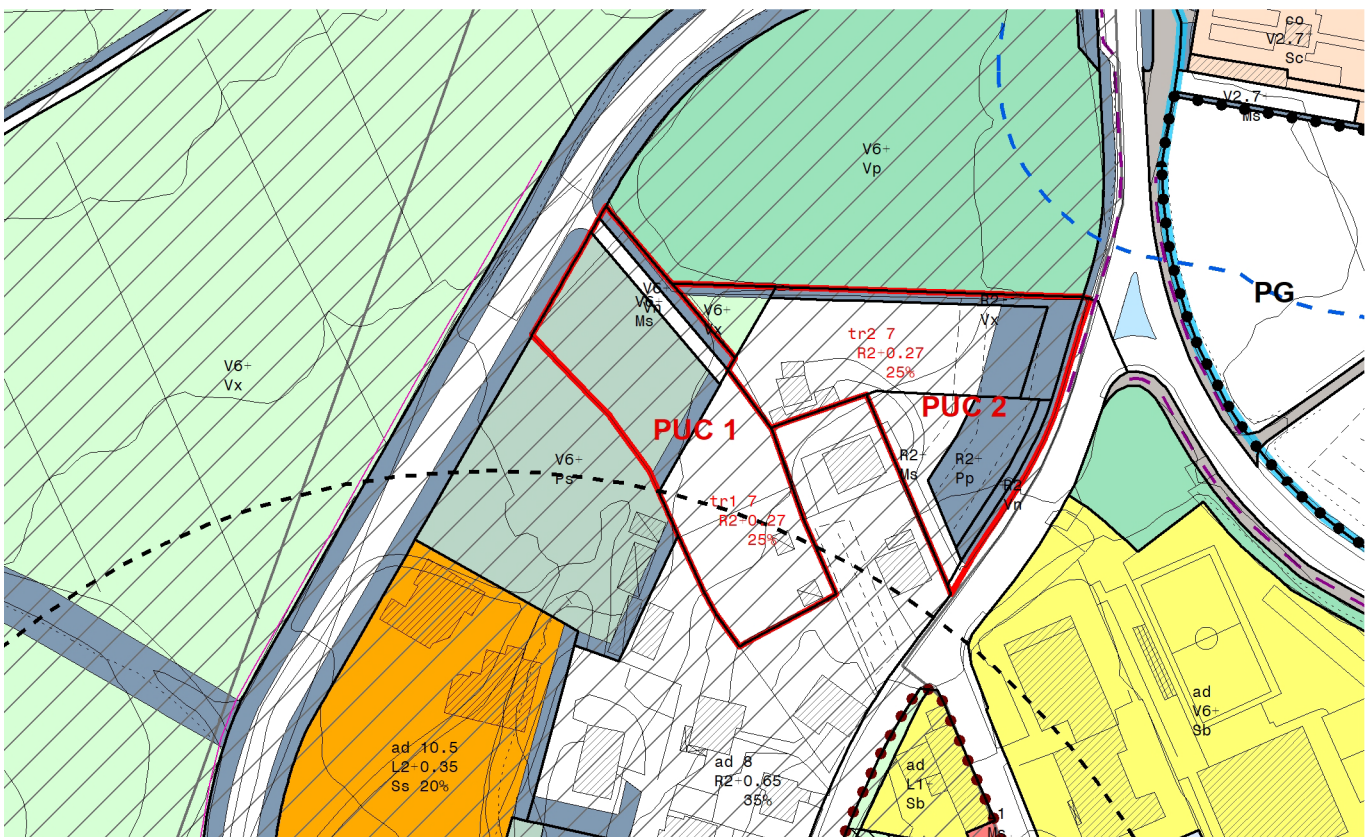 co
V2.7
Sc
V2.7
Ms
V6÷
Vp
PG
V6÷
Vn
V6÷
Ms
V6÷
Vx
R2÷
Vx
tr2 7
R2÷0.27
25%
V6÷
Vx
PUC 1
PUC 2
V6÷
Ps
R2÷
Ms
R2÷
Pp
R2
Vn
tr1 7
R2÷0.27
25%
ad
V6÷
Sb
ad 10.5
L2÷0.35
Ss 20%
ad 8
R2÷0.65
35%
ad
L1÷
Sb
1
Ms